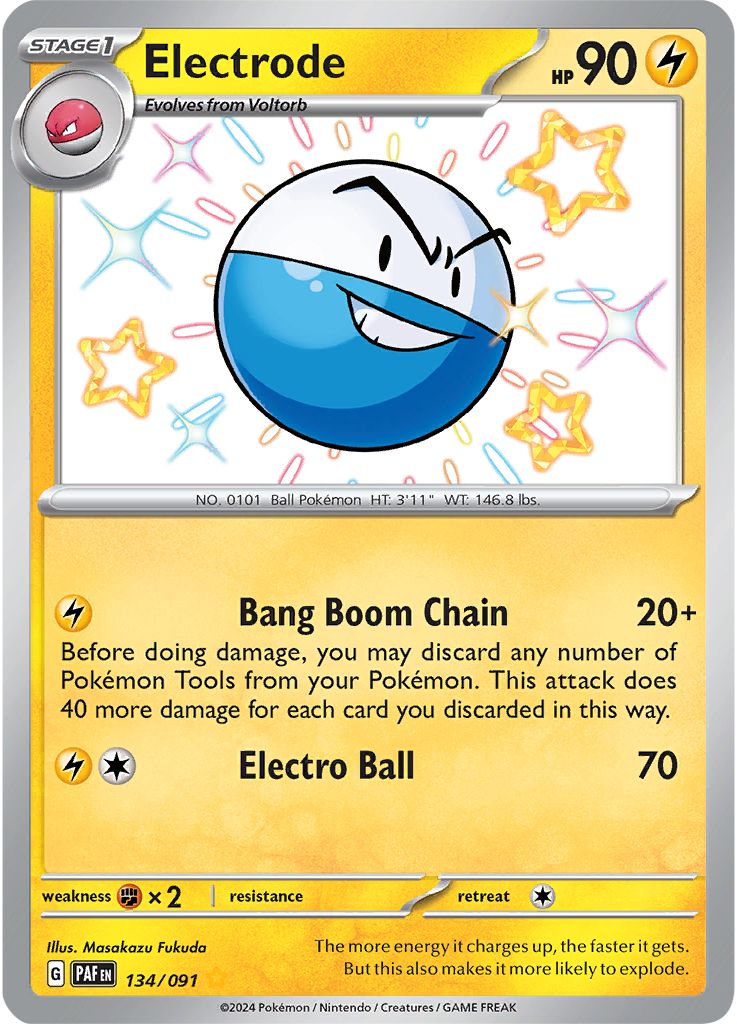 STAGE1
Electrode
HP 90
Evolves from Voltorb
NO. 0101 Ball Pokémon HT: 3'11" WT: 146.8 lbs.
Bang Boom Chain 20+
Before doing damage, you may discard any number of
Pokémon Tools from your Pokémon. This attack does
40 more damage for each card you discarded in this way.
Electro Ball 70
weakness ×2 resistance retreat
Illus. Masakazu Fukuda
The more energy it charges up, the faster it gets.
But this also makes it more likely to explode.
G PAF EN 134/091
©2024 Pokémon / Nintendo / Creatures / GAME FREAK